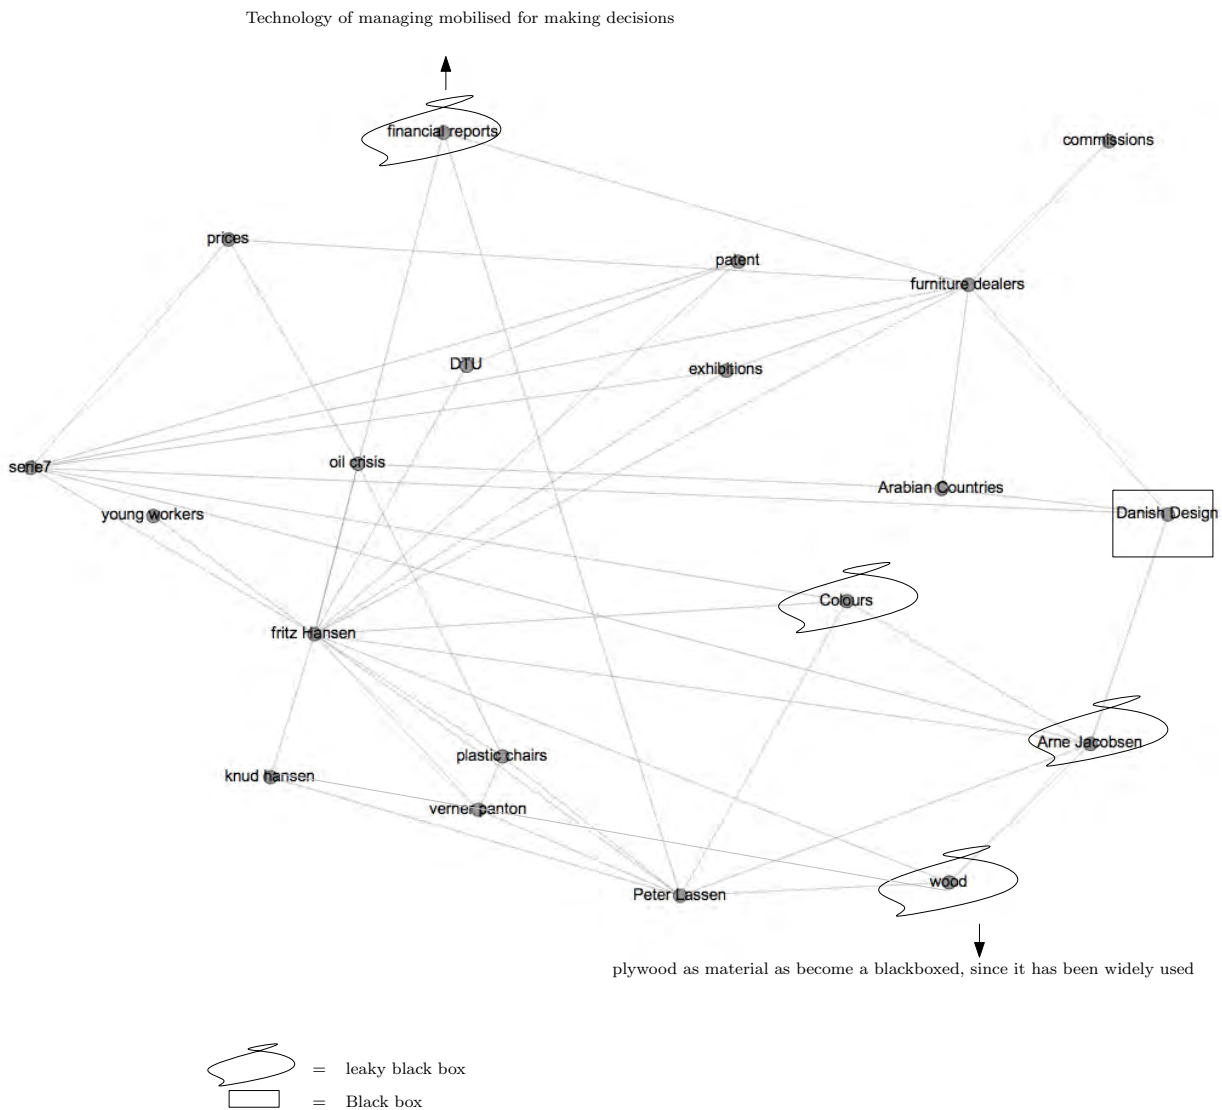 Technology of managing mobilised for making decisions
financial reports
commissions
prices
patent
furniture dealers
DTU
exhibitions
serie7
oil crisis
Arabian Countries
young workers
Danish Design
Colours
fritz Hansen
Arne Jacobsen
plastic chairs
knud hansen
verner panton
wood
Peter Lassen
plywood as material as become a blackboxed, since it has been widely used
= leaky black box
= Black box